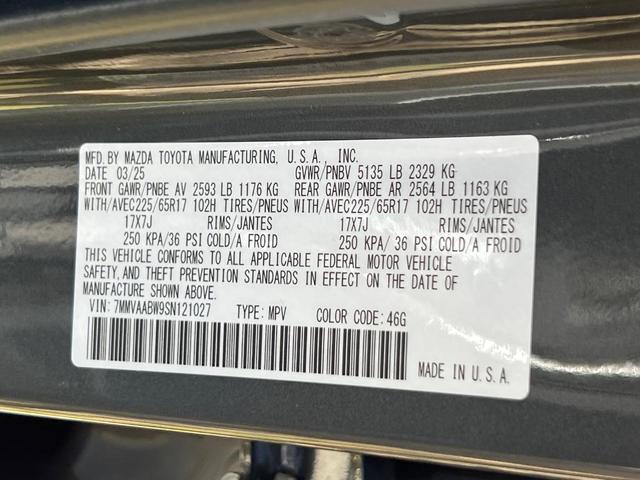 MFD.BY MAZDA TOYOTA MANUFACTURING, U.S.A., INC.
DATE 03/25 GVWR/PNBV 5135 LB 2329 KG
FRONT GAWR/PNBE AV 2593 LB 1176 KG REAR GAWR/PNBE AR 2564 LB 1163 KG
WITH/AVEC225/65R17 102H TIRES/PNEUS WITH/AVEC225/65R17 102H TIRES/PNEUS
17X7J RIMS/JANTES 17X7J RIMS/JANTES
250 KPA/36 PSI COLD/A FROID 250 KPA/ 36 PSI COLD/A FROID
THIS VEHICLE CONFORMS TO ALL APPLICABLE FEDERAL MOTOR VEHICLE
SAFETY, AND THEFT PREVENTION STANDARDS IN EFFECT ON THE DATE OF
MANUFACTURE SHOWN ABOVE.
VIN: 7MMVAABW9SN121027 TYPE: MPV COLOR CODE: 46G
MADE IN U.S.A.